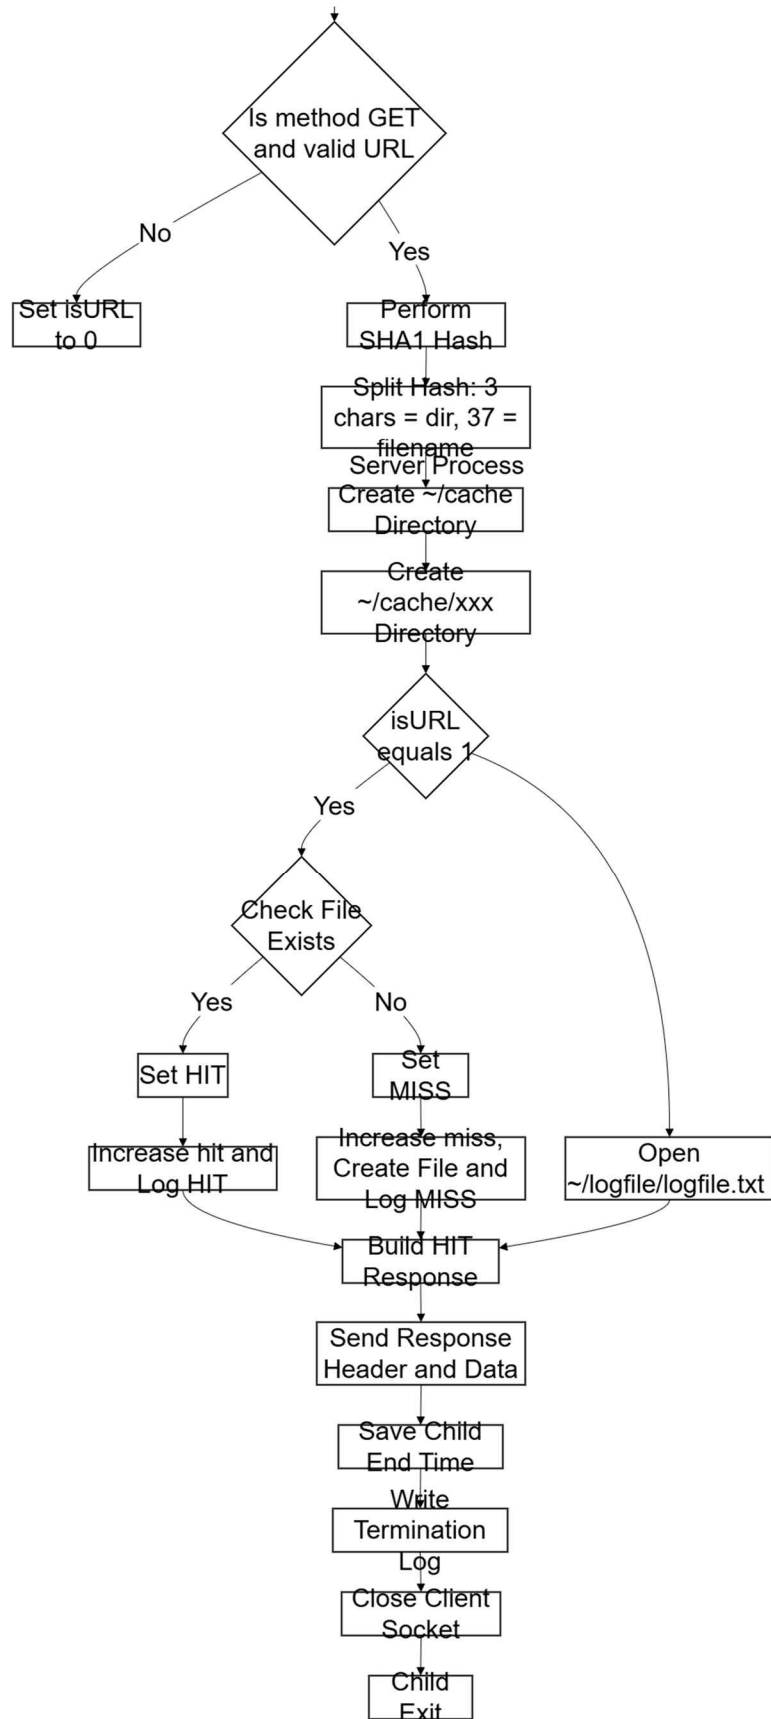 Is method GET
and valid URL
No
Yes
Set isURL
to 0
Perform
SHA1 Hash
Split Hash: 3
chars = dir, 37 =
filename
Server Process
Create ~/cache
Directory
Create
~/cache/xxx
Directory
isURL
equals 1
Yes
Check File
Exists
Yes
No
Set HIT
Set
MISS
Increase hit and
Log HIT
Increase miss,
Create File and
Log MISS
Open
~/logfile/logfile.txt
Build HIT
Response
Send Response
Header and Data
Save Child
End Time
Write
Termination
Log
Close Client
Socket
Child
Exit